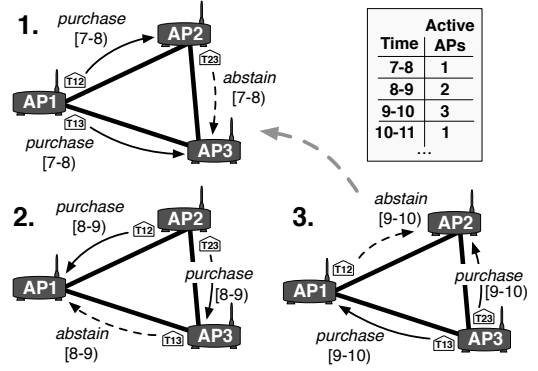 1.
purchase
[7-8]
AP2
T23
T12
AP1
T13
abstain
[7-8]
purchase
[7-8]
AP3
Active
Time APs
7-8 1
8-9 2
9-10 3
10-11 1
...
2.
purchase
[8-9]
AP2
T12
T23
AP1
purchase
[8-9]
abstain
[8-9]
T13
AP3
3.
abstain
[9-10]
AP2
T12
AP1
purchase
[9-10]
T23
purchase
[9-10]
T13
AP3